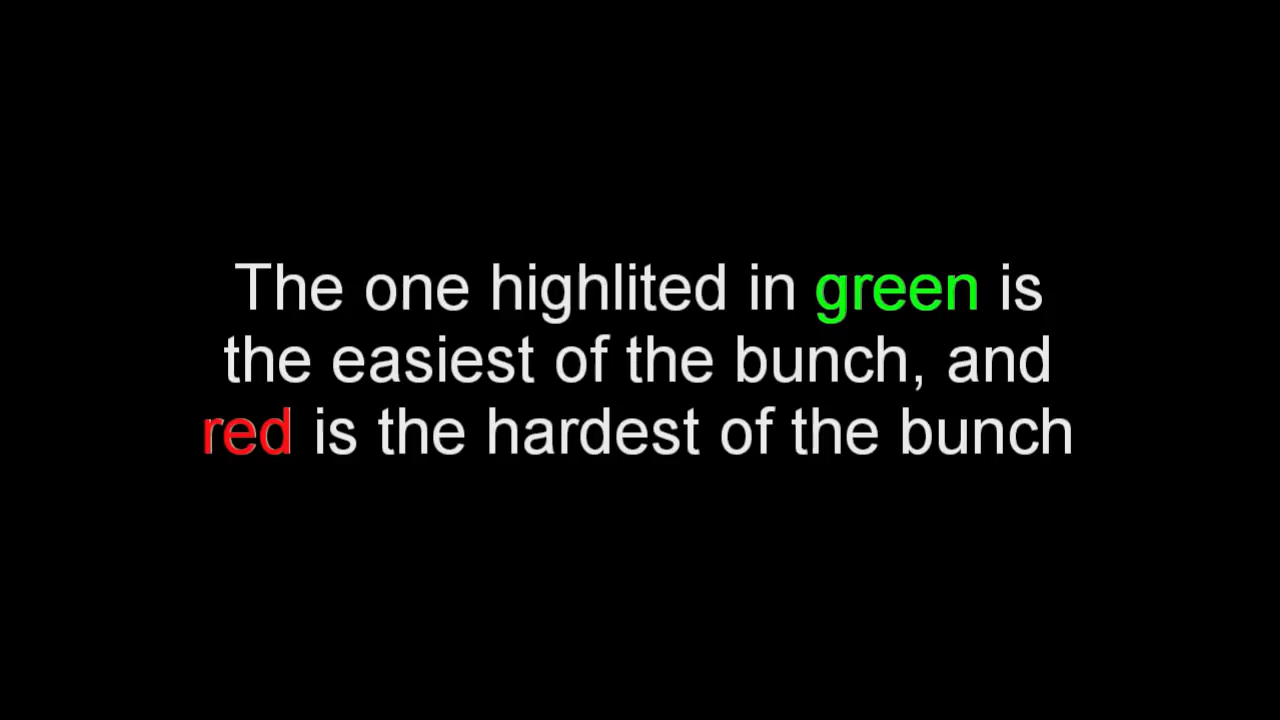 The one highlited in green is
the easiest of the bunch, and
red is the hardest of the bunch